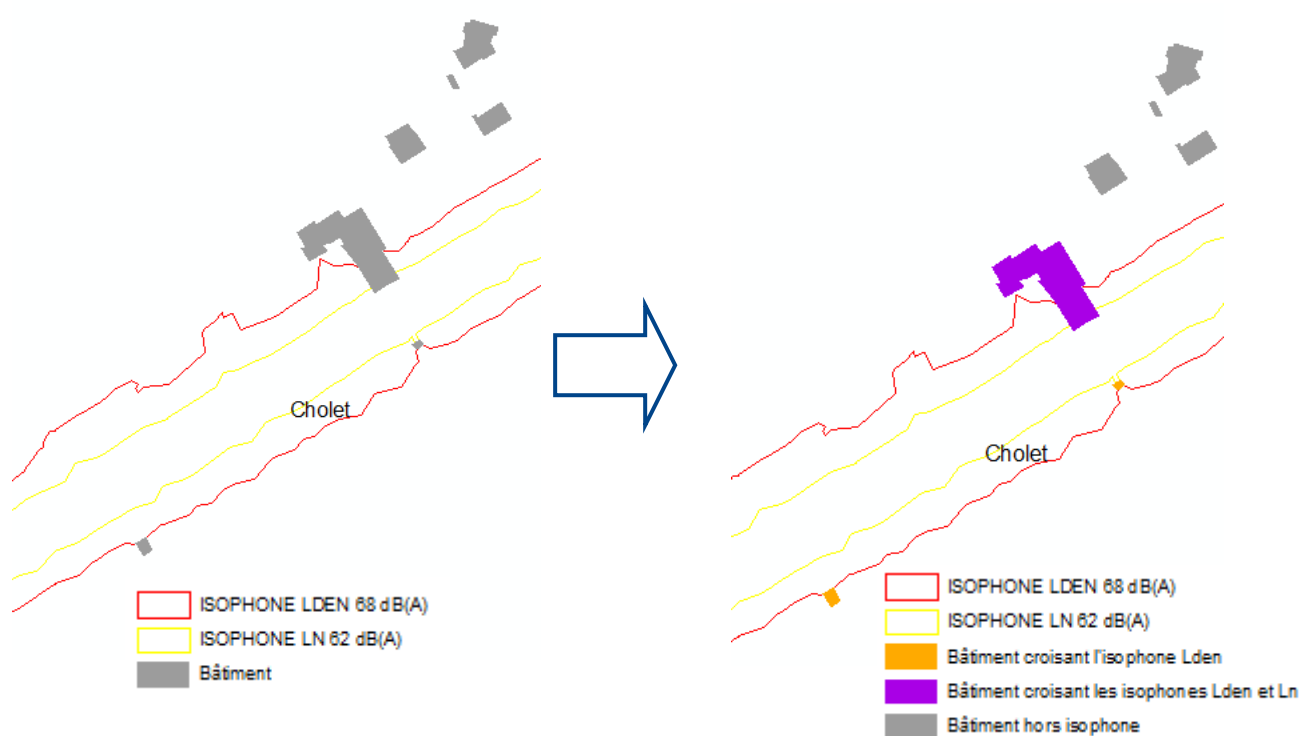 Cholet
ISOPHONE LDEN 68 dB(A)
ISOPHONE LN 62 dB(A)
Bâtiment
Cholet
ISOPHONE LDEN 68 dB(A)
ISOPHONE LN 62 dB(A)
Bâtiment croisant l'isophone Lden
Bâtiment croisant les isophones Lden et Ln
Bâtiment hors isophone